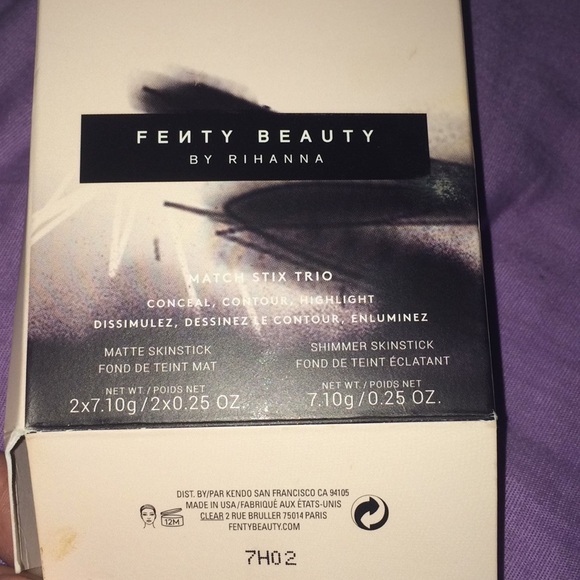 FEИTY BEAUTY
BY RIHANNA
MATCH STIX TRIO
CONCEAL, CONTOUR, HIGHLIGHT
DISSIMULEZ, DESSINEZ LE CONTOUR, ENLUMINEZ
MATTE SKINSTICK
FOND DE TEINT MAT
NET WT./POIDS NET
2x7.10g/2x0.25 OZ.
SHIMMER SKINSTICK
FOND DE TEINT ÉCLATANT
NET WT./POIDS NET
7.10g/0.25 OZ.
12M
DIST. BY/PAR KENDO SAN FRANCISCO CA 94105
MADE IN USA/FABRIQUÉ AUX ÉTATS-UNIS
CLEAR 2 RUE BRULLER 75014 PARIS
FENTYBEAUTY.COM
7H02